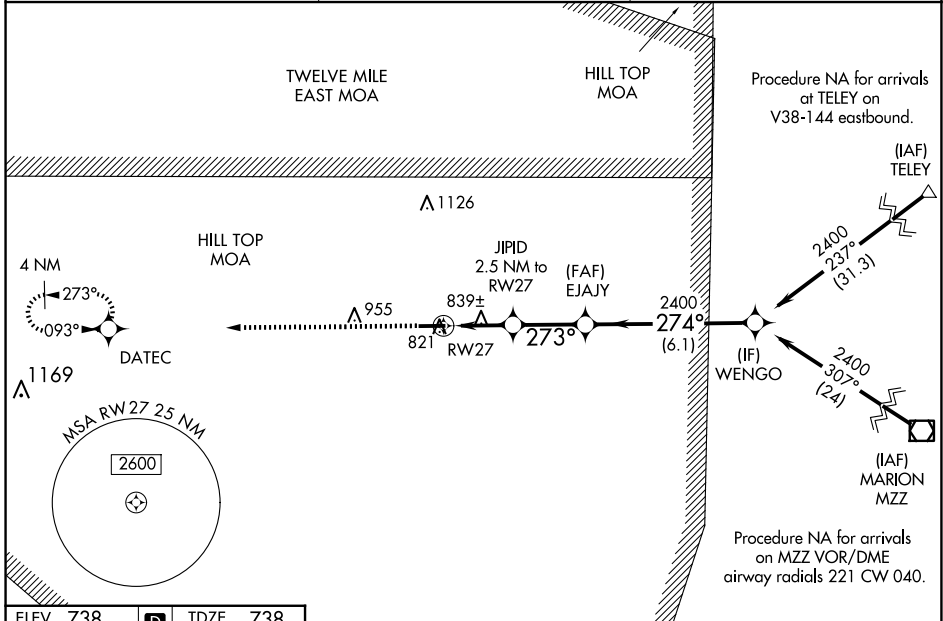 TWELVE MILE
EAST MOA
HILL TOP
MOA
Procedure NA for arrivals
at TELEY on
V38-144 eastbound.
(IAF)
TELEY
1126
HILL TOP
MOA
2400
237°
(31.3)
4 NM
273°
093°
DATEC
955
839±
821
RW27
JIPID
2.5 NM to
RW27
(FAF)
EJAJY
273°
2400
274°
(6.1)
(IF)
WENGO
2400
307°
(24)
(IAF)
MARION
MZZ
1169
MSA RW27 25 NM
2600
Procedure NA for arrivals
on MZZ VOR/DME
airway radials 221 CW 040.
ELEV 738 D TDZE 738